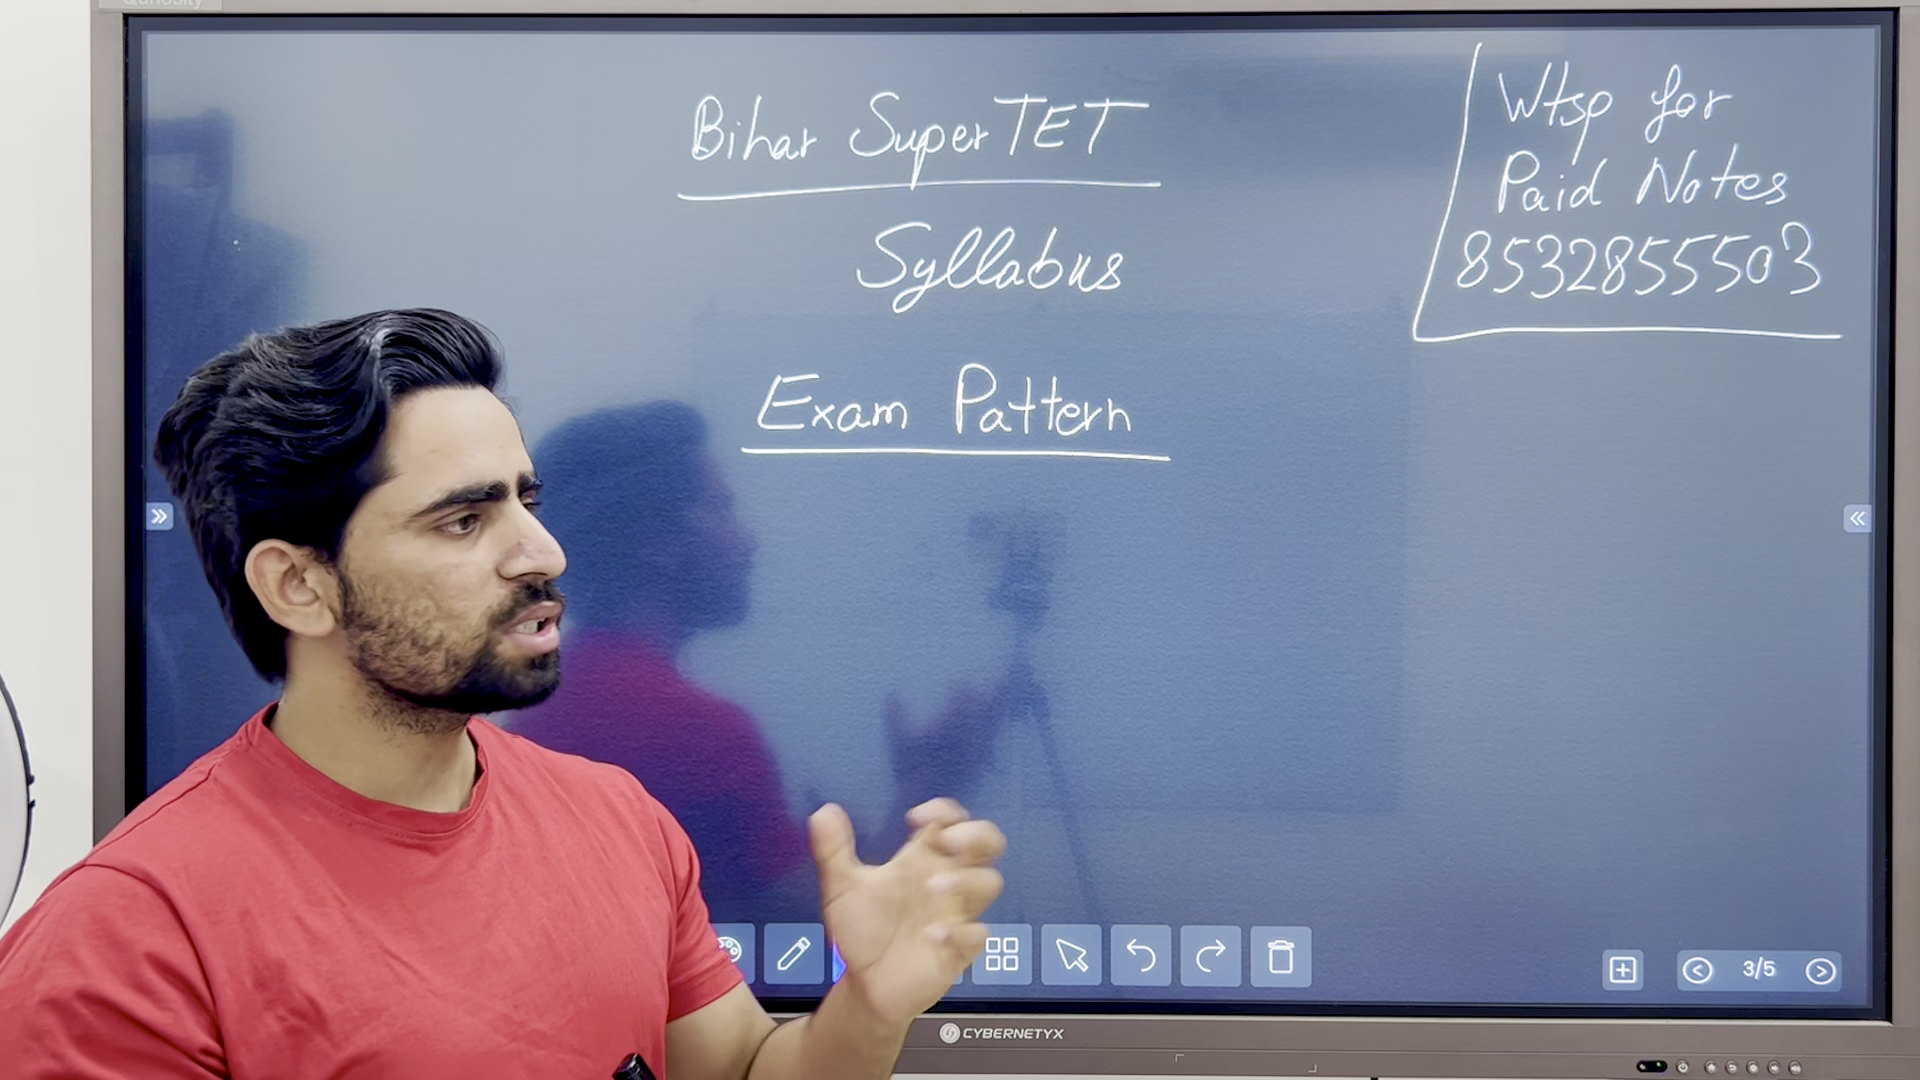 Bihar Super TET
Syllabus
Exam Pattern
Wtsp for
Paid Notes
8532855503
3/5
CYBERNETYX